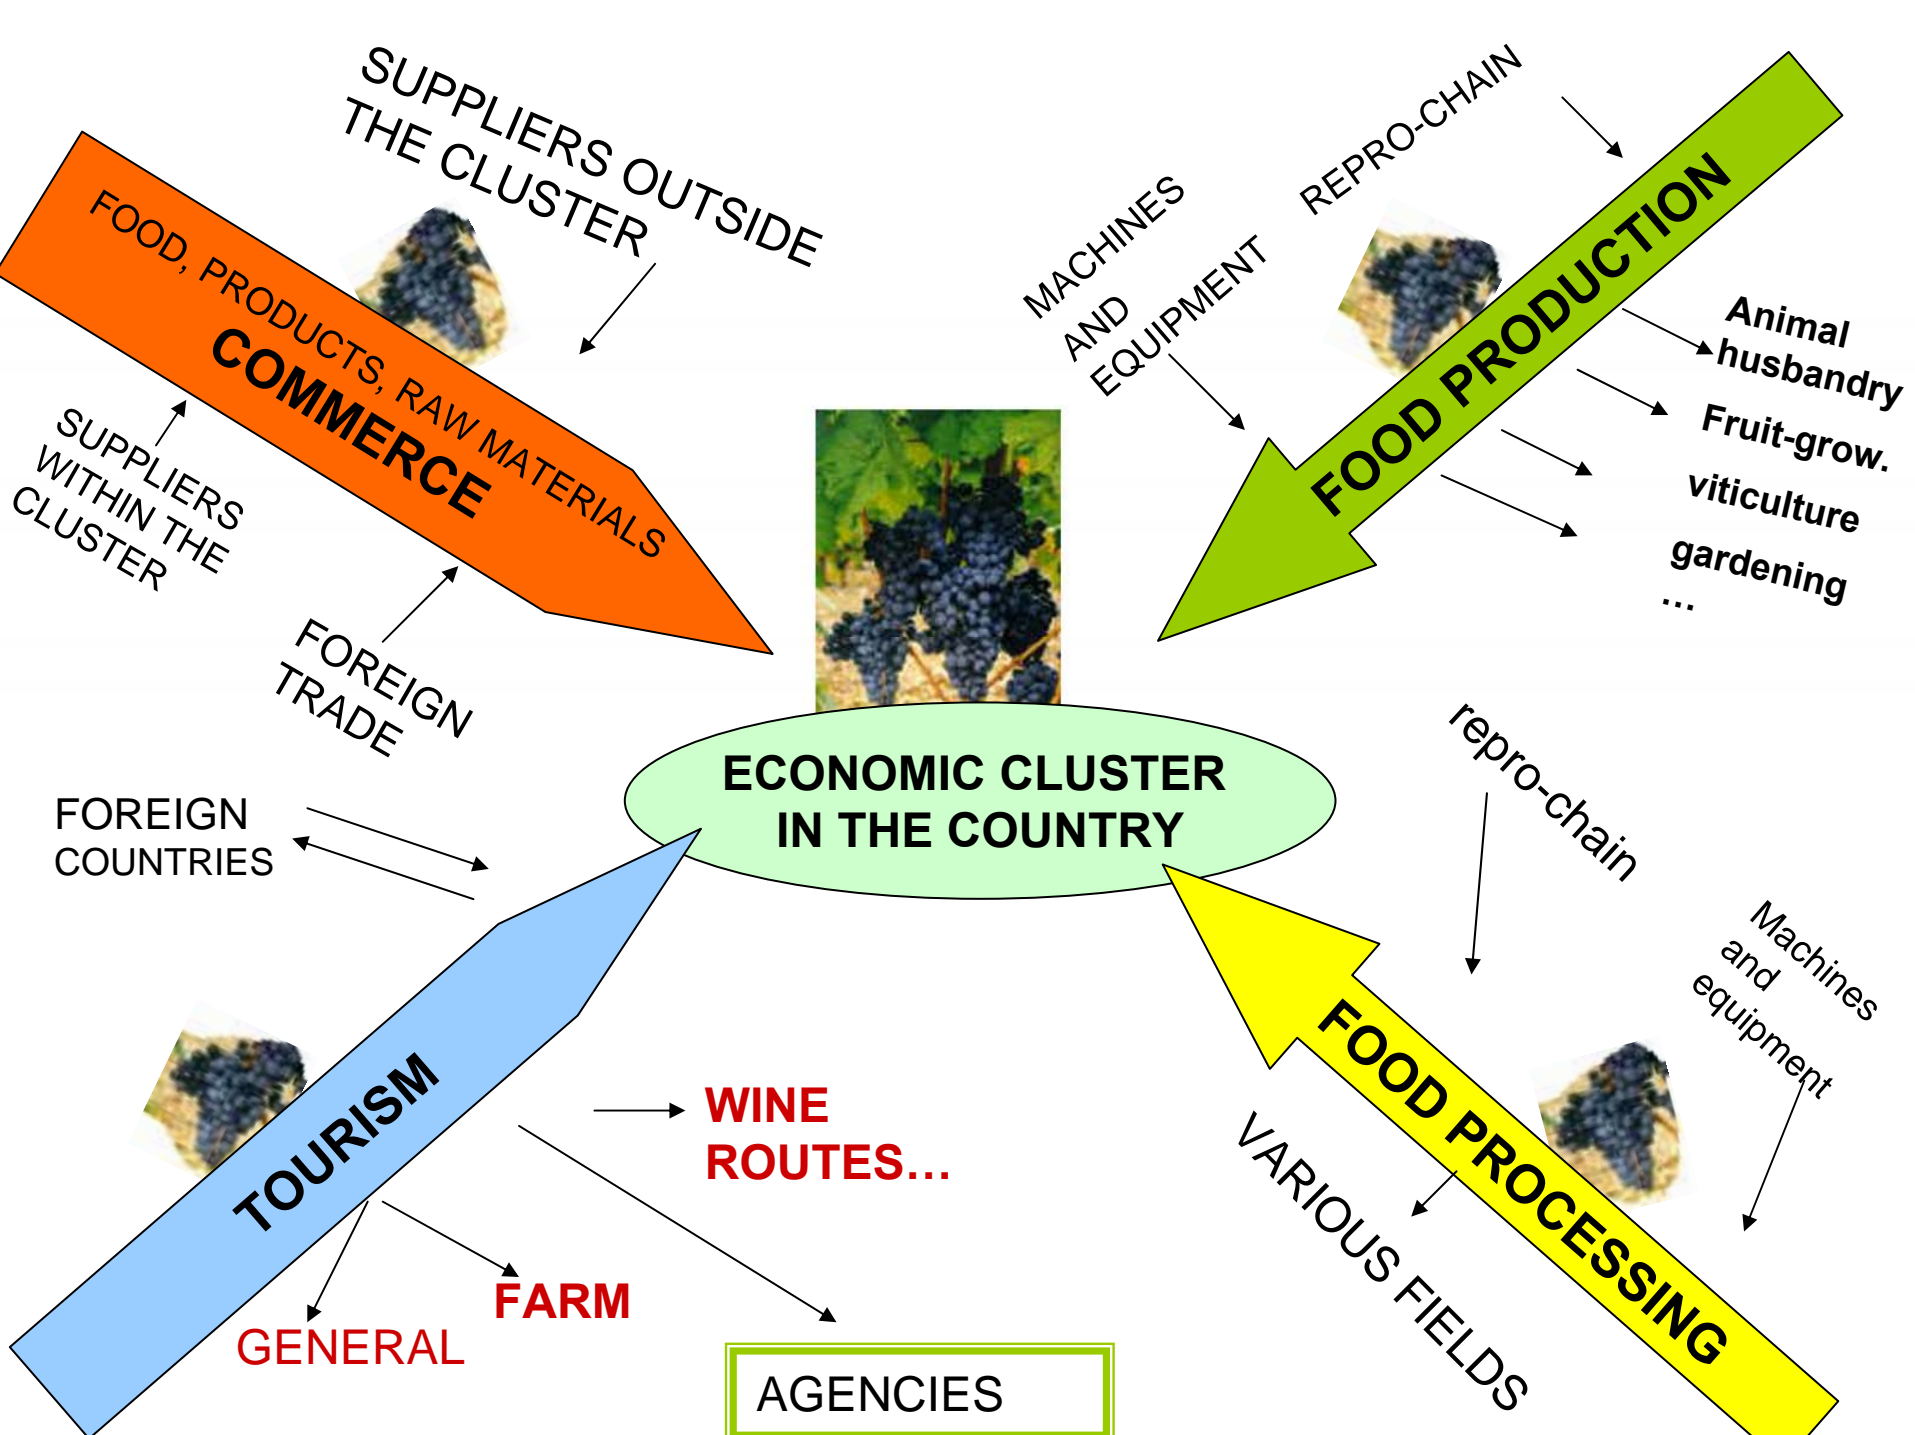 SUPPLIERS OUTSIDE
THE CLUSTER
FOOD, PRODUCTS, RAW MATERIALS
COMMERCE
SUPPLIERS
WITHIN THE
CLUSTER
FOREIGN
TRADE
REPRO-CHAIN
MACHINES
AND
EQUIPMENT
FOOD PRODUCTION
Animal
husbandry
Fruit-grow.
viticulture
gardening
...
ECONOMIC CLUSTER
IN THE COUNTRY
FOREIGN
COUNTRIES
TOURISM
WINE
ROUTES...
FARM
GENERAL
AGENCIES
repro-chain
Machines
and
equipment
FOOD PROCESSING
VARIOUS FIELDS